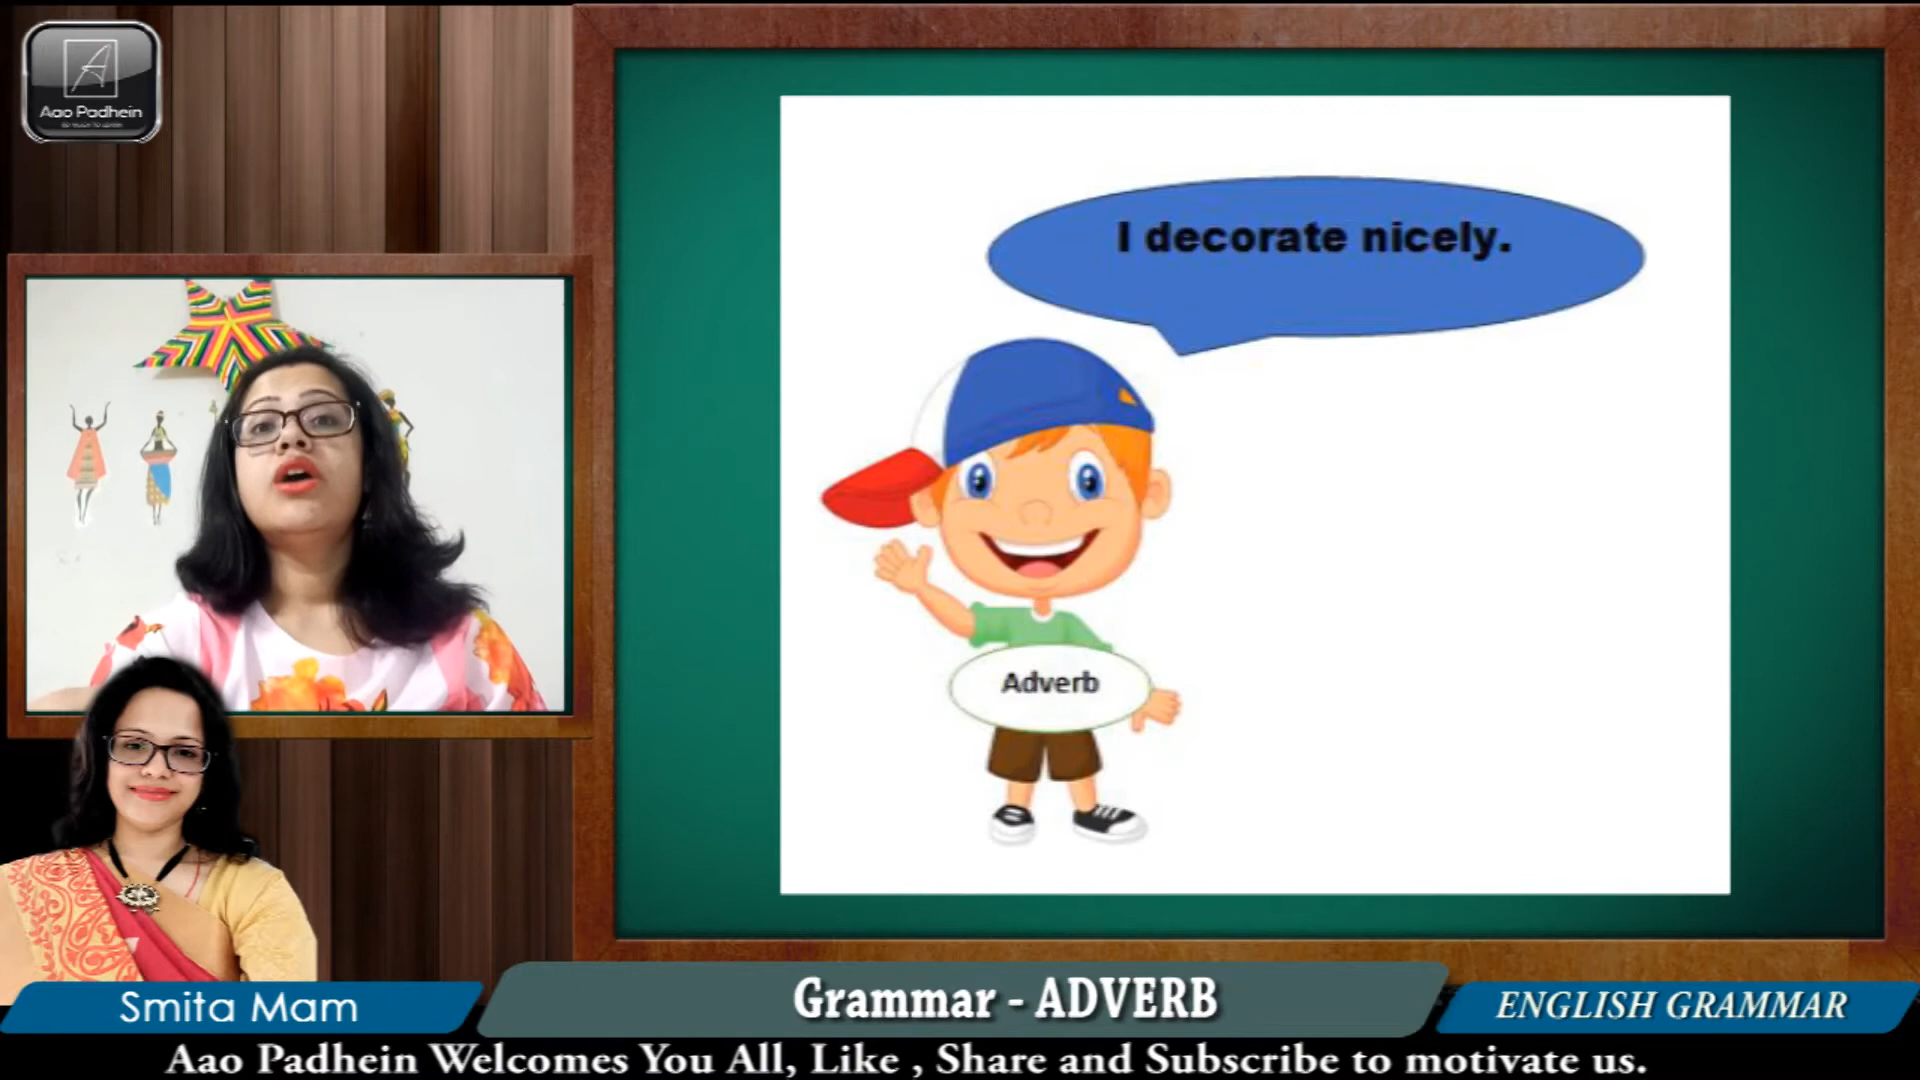 Aao Padhein
I decorate nicely.
Adverb
Smita Mam
Grammar - ADVERB
ENGLISH GRAMMAR
Aao Padhein Welcomes You All, Like , Share and Subscribe to motivate us.